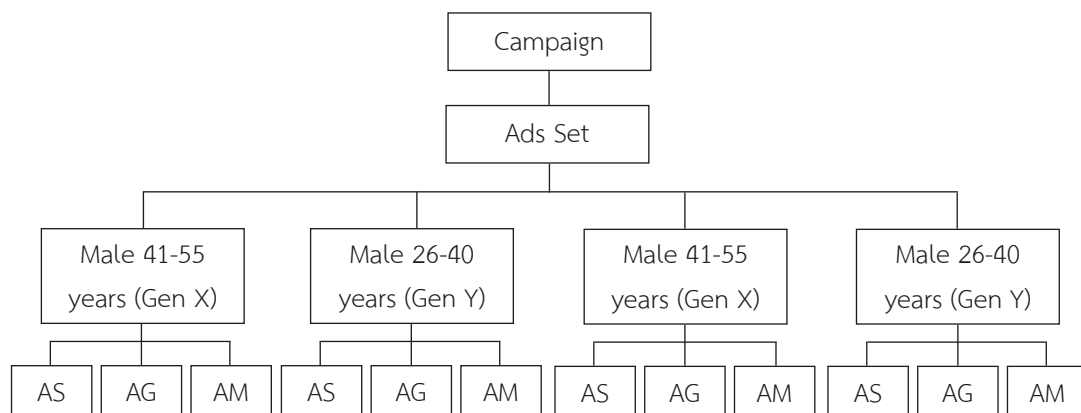 Campaign
Ads Set
Male 41-55
years (Gen X)
Male 26-40
years (Gen Y)
Male 41-55
years (Gen X)
Male 26-40
years (Gen Y)
AS
AG
AM
AS
AG
AM
AS
AG
AM
AS
AG
AM